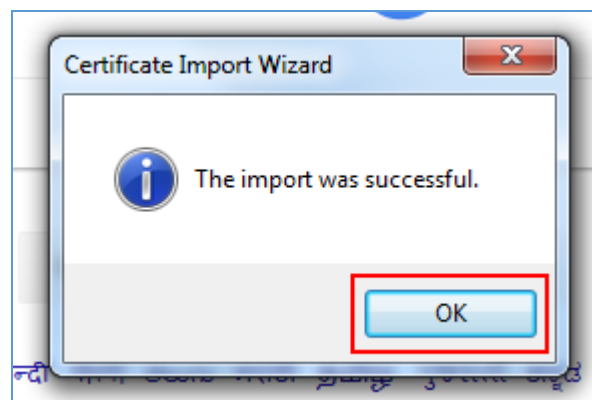 Certificate Import Wizard
The import was successful.
OK